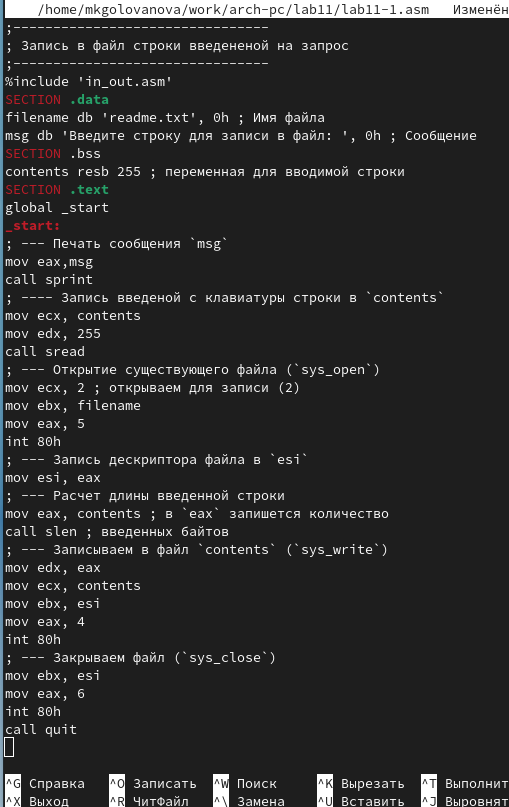 /home/mkgolovanova/work/arch-pc/lab11/lab11-1.asm Изменён
;--------------------------------
; Запись в файл строки введененой на запрос
;--------------------------------
%include 'in_out.asm'
SECTION .data
filename db 'readme.txt', 0h ; Имя файла
msg db 'Введите строку для записи в файл: ', 0h ; Сообщение
SECTION .bss
contents resb 255 ; переменная для вводимой строки
SECTION .text
global _start
_start:
; --- Печать сообщения `msg`
mov eax,msg
call sprint
; ---- Запись введеной с клавиатуры строки в `contents`
mov ecx, contents
mov edx, 255
call sread
; --- Открытие существующего файла (`sys_open`)
mov ecx, 2 ; открываем для записи (2)
mov ebx, filename
mov eax, 5
int 80h
; --- Запись дескриптора файла в `esi`
mov esi, eax
; --- Расчет длины введенной строки
mov eax, contents ; в `eax` запишется количество
call slen ; введенных байтов
; --- Записываем в файл `contents` (`sys_write`)
mov edx, eax
mov ecx, contents
mov ebx, esi
mov eax, 4
int 80h
; --- Закрываем файл (`sys_close`)
mov ebx, esi
mov eax, 6
int 80h
call quit
^G Справка ^O Записать ^W Поиск ^K Вырезать ^T Выполнит
^X Выход ^R ЧитФайл ^\ Замена ^U Вставить ^J Выровнят